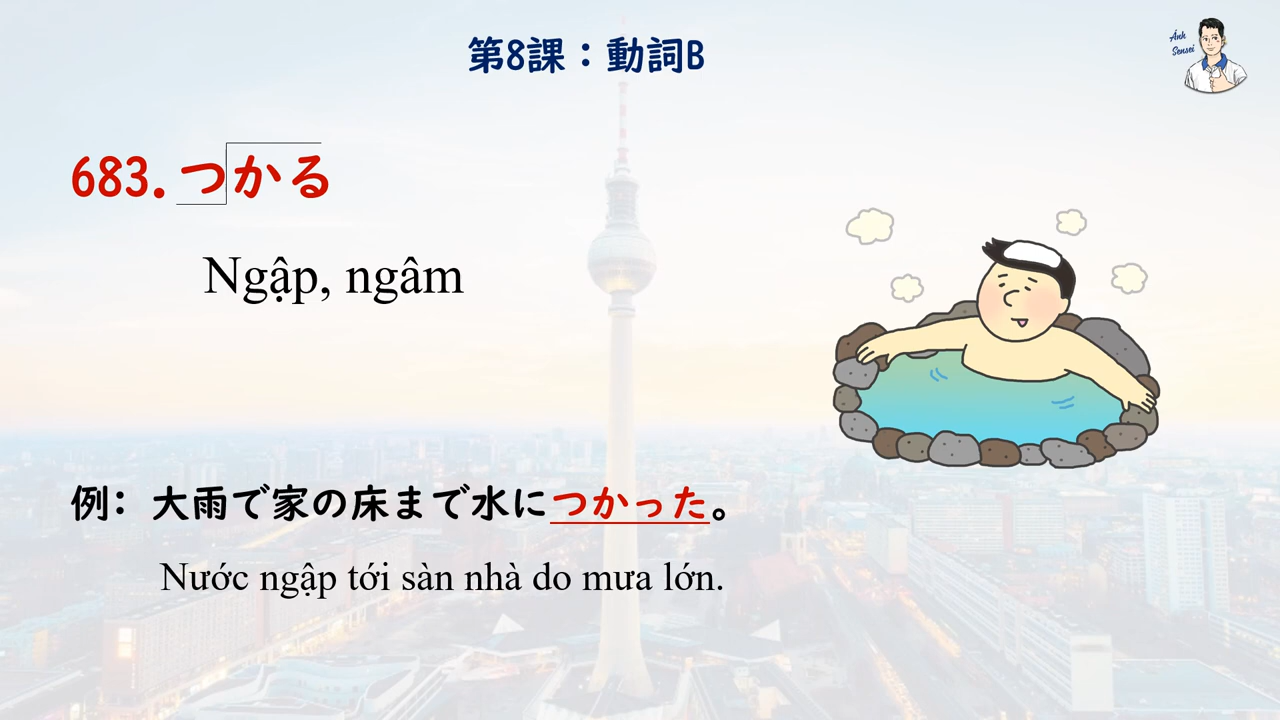 第8課：動詞B
Ánh
Sensei
683.つかる
Ngập, ngâm
例：大雨で家の床まで水につかった。
Nước ngập tới sàn nhà do mưa lớn.